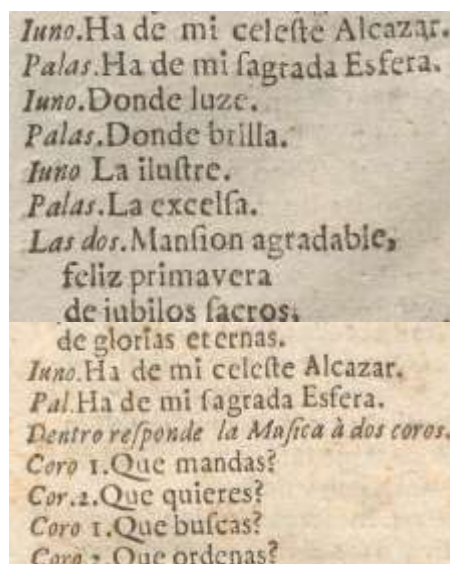 Iuno.Ha de mi celeſte Alcazar.
Palas.Ha de mi ſagrada Esfera.
Iuno.Donde luze.
Palas.Donde brilla.
Iuno La iluſtre.
Palas.La excelſa.
Las dos.Manſion agradable,
feliz primavera
de iubilos ſacros,
de glorias eternas.
Iuno.Ha de mi celeſte Alcazar.
Pal.Ha de mi ſagrada Esfera.
Dentro reſponde la Muſica à dos coros.
Coro 1.Que mandas?
Cor.2.Que quieres?
Coro 1.Que buſcas?
Coro 2.Que ordenas?